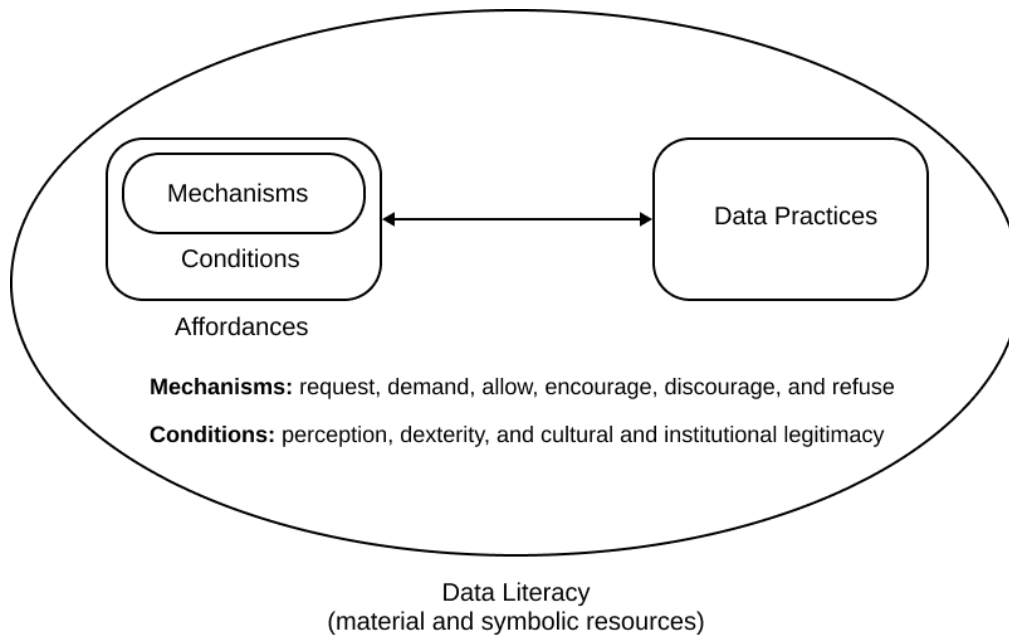 Mechanisms
Data Practices
Conditions
Affordances
Mechanisms: request, demand, allow, encourage, discourage, and refuse
Conditions: perception, dexterity, and cultural and institutional legitimacy
Data Literacy
(material and symbolic resources)